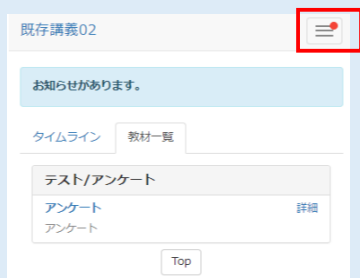 既存講義02
お知らせがあります。
タイムライン 教材一覧
テスト/アンケート
アンケート 詳細
アンケート
Top